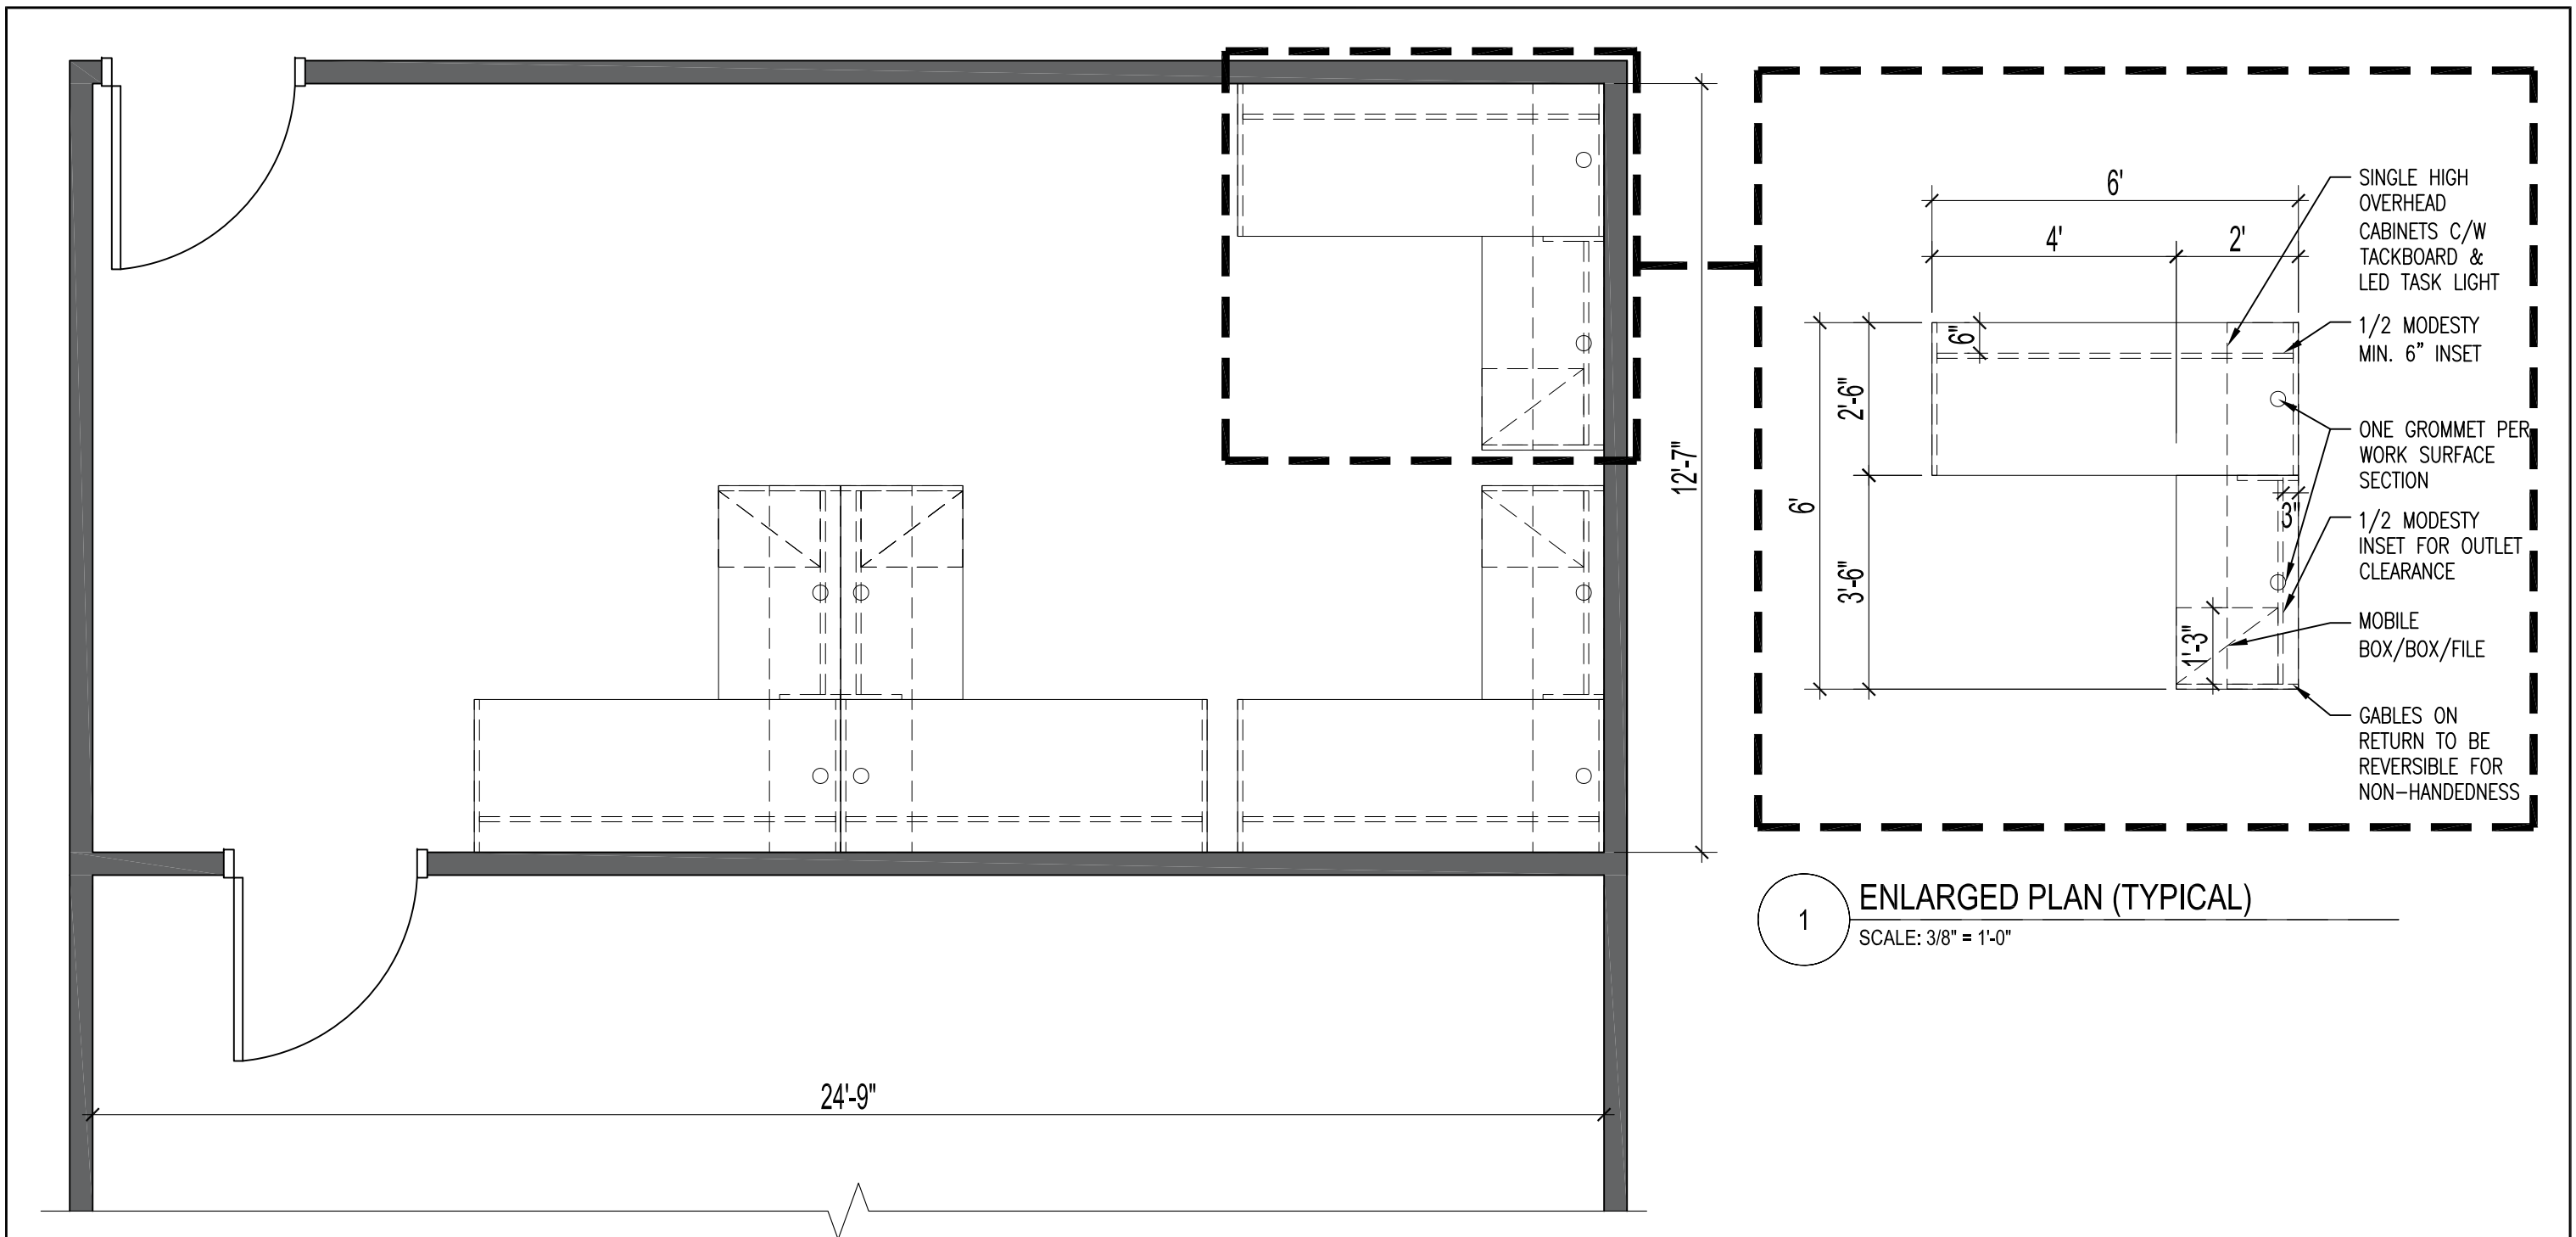 12'-7"
24'-9"
6'
4'
2'
6"
2'-6"
6'
3'-6"
3"
1'-3"
SINGLE HIGH
OVERHEAD
CABINETS C/W
TACKBOARD &
LED TASK LIGHT
1/2 MODESTY
MIN. 6" INSET
ONE GROMMET PER
WORK SURFACE
SECTION
1/2 MODESTY
INSET FOR OUTLET
CLEARANCE
MOBILE
BOX/BOX/FILE
GABLES ON
RETURN TO BE
REVERSIBLE FOR
NON-HANDEDNESS
1
ENLARGED PLAN (TYPICAL)
SCALE: 3/8" = 1'-0"